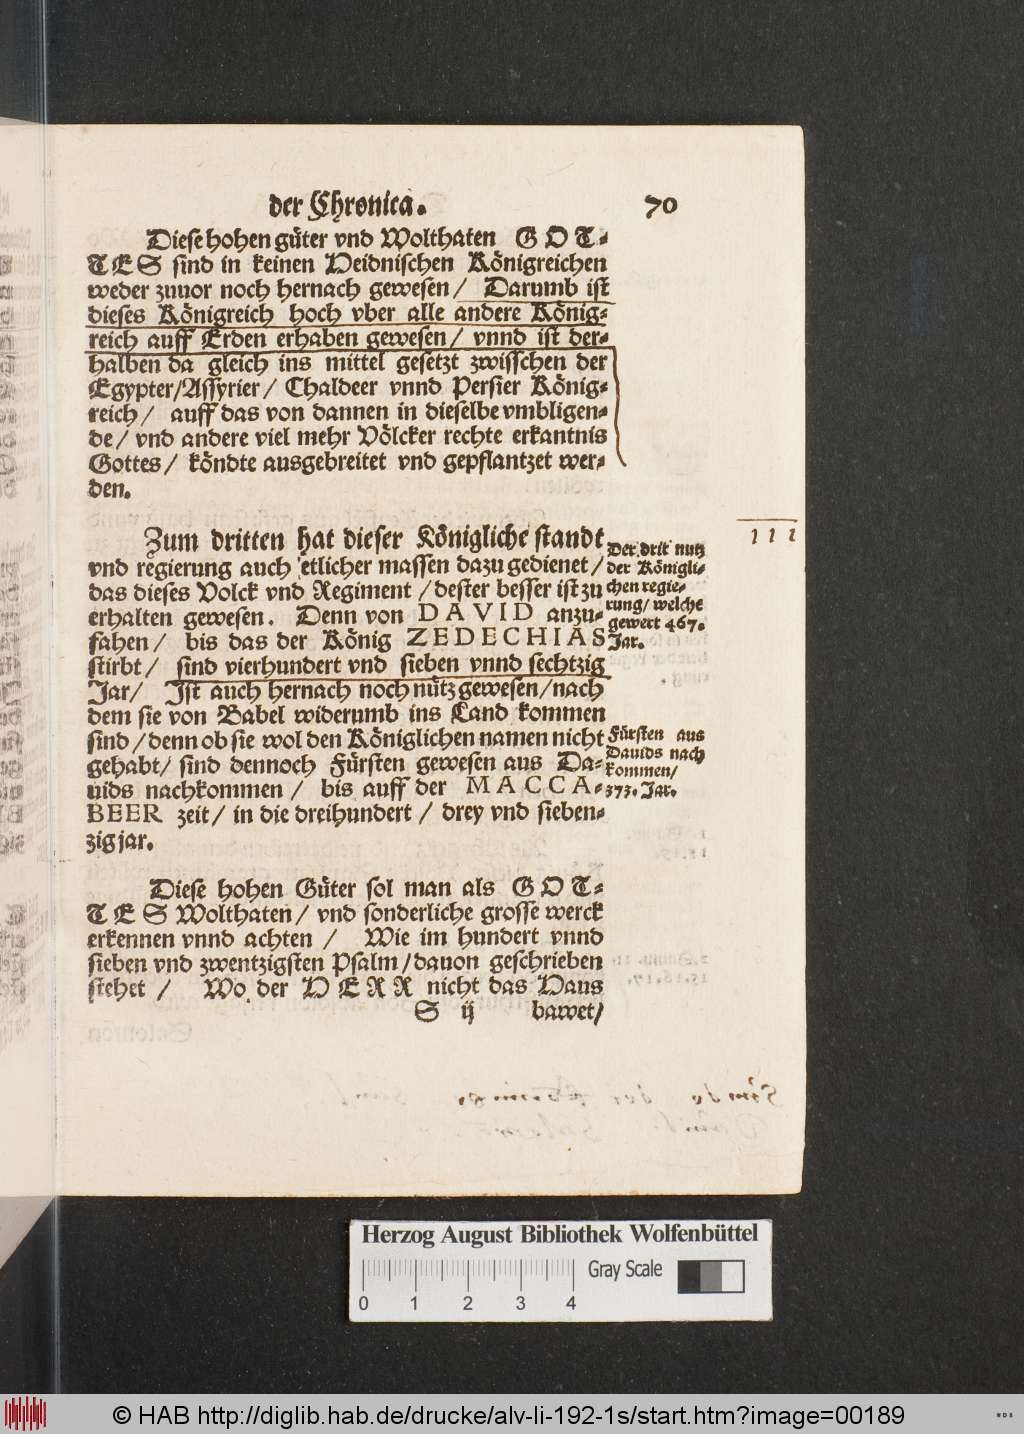 der Chronica. 70
Diese hohen güter vnd Wolthaten GOT-
TES sind in keinen Heidnischen Königreichen
weder zuuor noch hernach gewesen/ Darumb ist
dieses Königreich hoch vber alle andere König-
reich auff Erden erhaben gewesen/ vnnd ist der-
halben da gleich ins mittel gesetzt zwisschen der
Egypter/Assyrier/ Chaldeer vnnd Persier König-
reich/ auff das von dannen in dieselbe vmbligen-
de/ vnd andere viel mehr Völcker rechte erkantnis
Gottes/ köndte ausgebreitet vnd gepflantzet wer-
den.
Zum dritten hat dieser Königliche standt
vnd regierung auch etlicher massen dazu gedienet/
das dieses Volck vnd Regiment/dester besser ist zu
erhalten gewesen. Denn von DAVID anzu-
fahen/ bis das der König ZEDECHIAS
stirbt/ sind vierhundert vnd sieben vnnd sechtzig
Jar/ Jst auch hernach noch nütz gewesen/nach
dem sie von Babel widerumb ins Land kommen
sind/denn ob sie wol den Königlichen namen nicht
gehabt/ sind dennoch Fürsten gewesen aus Da-
uids nachkommen/ bis auff der MACCA-
BEER zeit/ in die dreihundert/ drey vnd sieben-
zig jar.
111
Der drit nutz
der Königli-
chen regie-
rung/ welche
gewert 467.
Jar.
Fürsten aus
Dauids nach
kommen/
373. Jar.
Diese hohen Güter sol man als GOT-
TES Wolthaten/ vnd sonderliche grosse werck
erkennen vnnd achten/ Wie im hundert vnnd
sieben vnd zwentzigsten Psalm/dauon geschrieben
stehet/ Wo der HERR nicht das Haus
S ij bawet/
Herzog August Bibliothek Wolfenbüttel
Gray Scale
0 1 2 3 4
© HAB http://diglib.hab.de/drucke/alv-li-192-1s/start.htm?image=00189